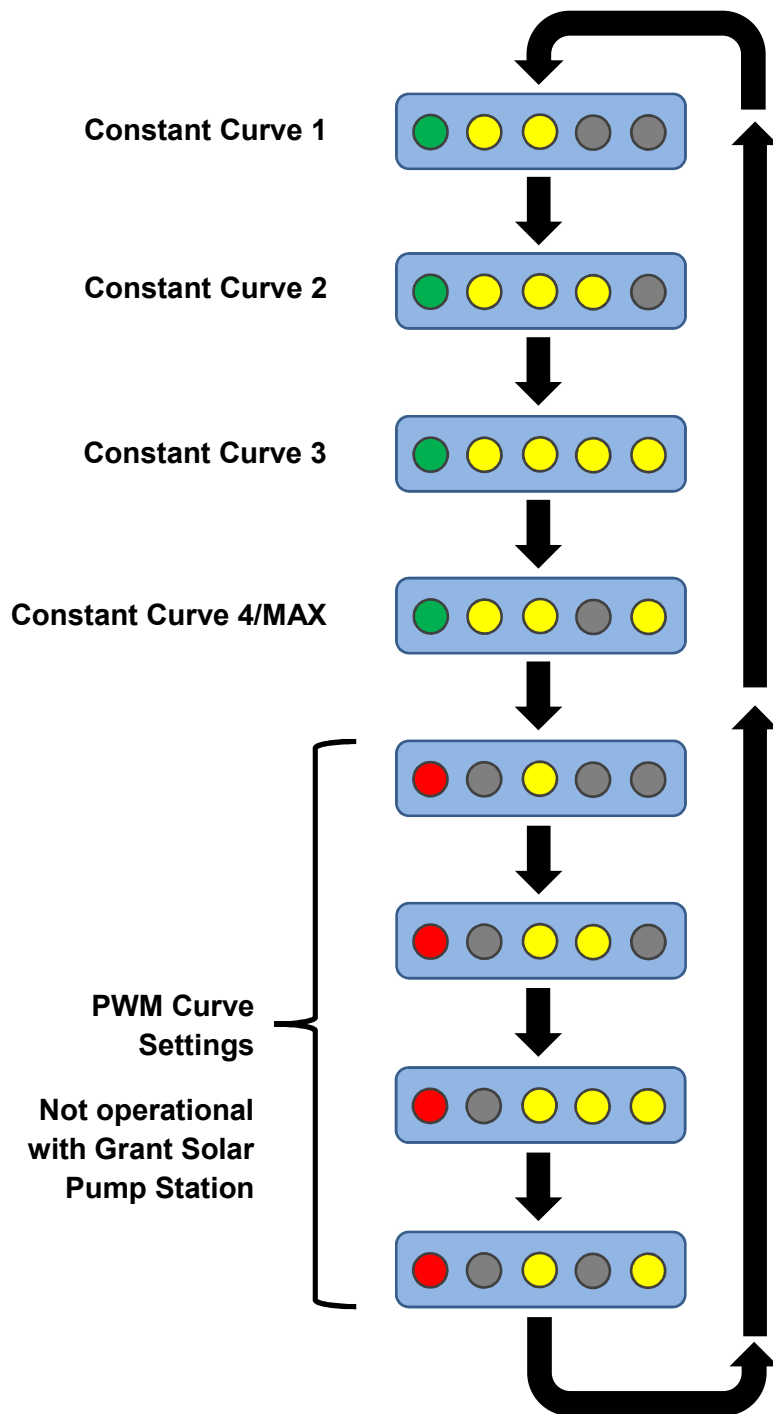 Constant Curve 1
Constant Curve 2
Constant Curve 3
Constant Curve 4/MAX
PWM Curve
Settings
Not operational
with Grant Solar
Pump Station